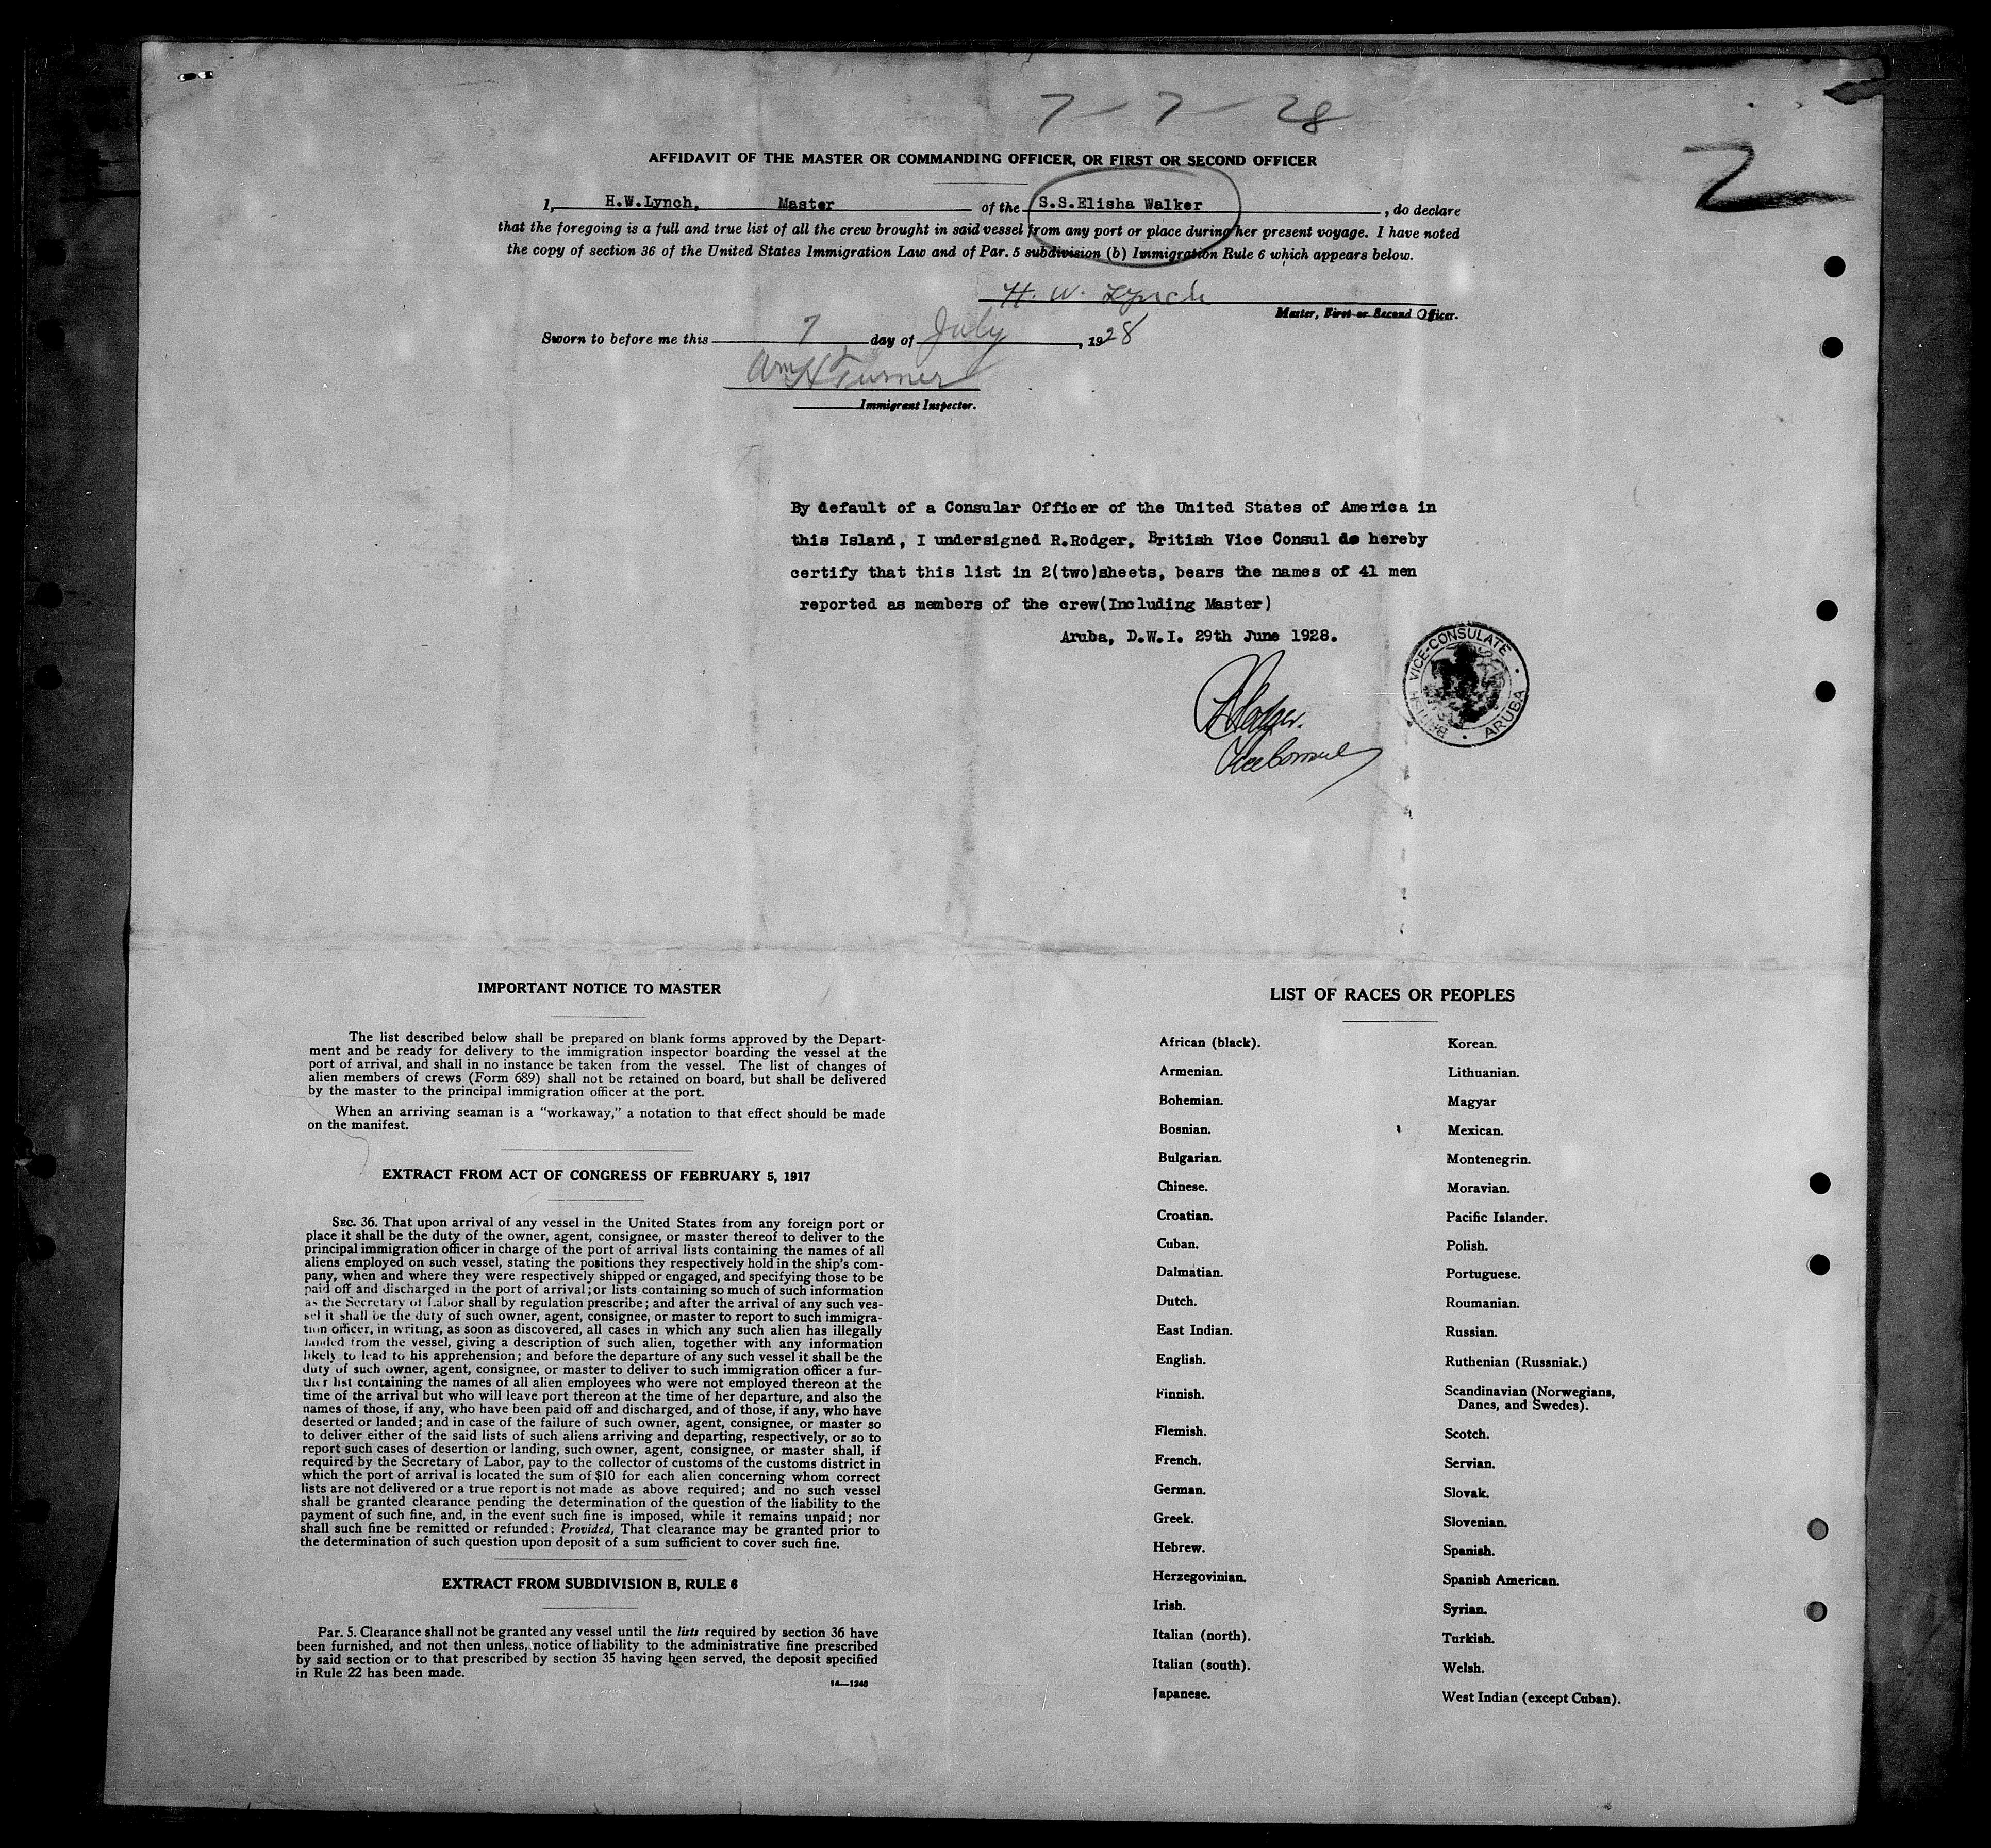 7 - 7 - 28
2
AFFIDAVIT OF THE MASTER OR COMMANDING OFFICER, OR FIRST OR SECOND OFFICER
I, H.W.Lynch, Master of the S.S.Elisha Walker, do declare
that the foregoing is a full and true list of all the crew brought in said vessel from any port or place during her present voyage. I have noted
the copy of section 36 of the United States Immigration Law and of Par. 5 subdivision (b) Immigration Rule 6 which appears below.
H. W. Lynch
Master, First or Second Officer.
Sworn to before me this 7 day of July, 1928
Wm H Turner
Immigrant Inspector.
By default of a Consular Officer of the United States of America in
this Island, I undersigned R.Rodger, British Vice Consul do hereby
certify that this list in 2(two)sheets, bears the names of 41 men
reported as members of the crew(Including Master)
Aruba, D.W.I. 29th June 1928.
Vice Consul
BRITISH VICE-CONSULATE • ARUBA •
IMPORTANT NOTICE TO MASTER
The list described below shall be prepared on blank forms approved by the Depart-
ment and be ready for delivery to the immigration inspector boarding the vessel at the
port of arrival, and shall in no instance be taken from the vessel. The list of changes of
alien members of crews (Form 689) shall not be retained on board, but shall be delivered
by the master to the principal immigration officer at the port.
When an arriving seaman is a "workaway," a notation to that effect should be made
on the manifest.
EXTRACT FROM ACT OF CONGRESS OF FEBRUARY 5, 1917
SEC. 36. That upon arrival of any vessel in the United States from any foreign port or
place it shall be the duty of the owner, agent, consignee, or master thereof to deliver to the
principal immigration officer in charge of the port of arrival lists containing the names of all
aliens employed on such vessel, stating the positions they respectively hold in the ship's com-
pany, when and where they were respectively shipped or engaged, and specifying those to be
paid off and discharged in the port of arrival; or lists containing so much of such information
as the Secretary of Labor shall by regulation prescribe; and after the arrival of any such ves-
sel it shall be the duty of such owner, agent, consignee, or master to report to such immigra-
tion officer, in writing, as soon as discovered, all cases in which any such alien has illegally
landed from the vessel, giving a description of such alien, together with any information
likely to lead to his apprehension; and before the departure of any such vessel it shall be the
duty of such owner, agent, consignee, or master to deliver to such immigration officer a fur-
ther list containing the names of all alien employees who were not employed thereon at the
time of the arrival but who will leave port thereon at the time of her departure, and also the
names of those, if any, who have been paid off and discharged, and of those, if any, who have
deserted or landed; and in case of the failure of such owner, agent, consignee, or master so
to deliver either of the said lists of such aliens arriving and departing, respectively, or so to
report such cases of desertion or landing, such owner, agent, consignee, or master shall, if
required by the Secretary of Labor, pay to the collector of customs of the customs district in
which the port of arrival is located the sum of $10 for each alien concerning whom correct
lists are not delivered or a true report is not made as above required; and no such vessel
shall be granted clearance pending the determination of the question of the liability to the
payment of such fine, and, in the event such fine is imposed, while it remains unpaid; nor
shall such fine be remitted or refunded: Provided, That clearance may be granted prior to
the determination of such question upon deposit of a sum sufficient to cover such fine.
EXTRACT FROM SUBDIVISION B, RULE 6
Par. 5. Clearance shall not be granted any vessel until the lists required by section 36 have
been furnished, and not then unless, notice of liability to the administrative fine prescribed
by said section or to that prescribed by section 35 having been served, the deposit specified
in Rule 22 has been made.
14—1240
LIST OF RACES OR PEOPLES
African (black).
Armenian.
Bohemian.
Bosnian.
Bulgarian.
Chinese.
Croatian.
Cuban.
Dalmatian.
Dutch.
East Indian.
English.
Finnish.
Flemish.
French.
German.
Greek.
Hebrew.
Herzegovinian.
Irish.
Italian (north).
Italian (south).
Japanese.
Korean.
Lithuanian.
Magyar
Mexican.
Montenegrin.
Moravian.
Pacific Islander.
Polish.
Portuguese.
Roumanian.
Russian.
Ruthenian (Russniak.)
Scandinavian (Norwegians,
Danes, and Swedes).
Scotch.
Servian.
Slovak.
Slovenian.
Spanish.
Spanish American.
Syrian.
Turkish.
Welsh.
West Indian (except Cuban).